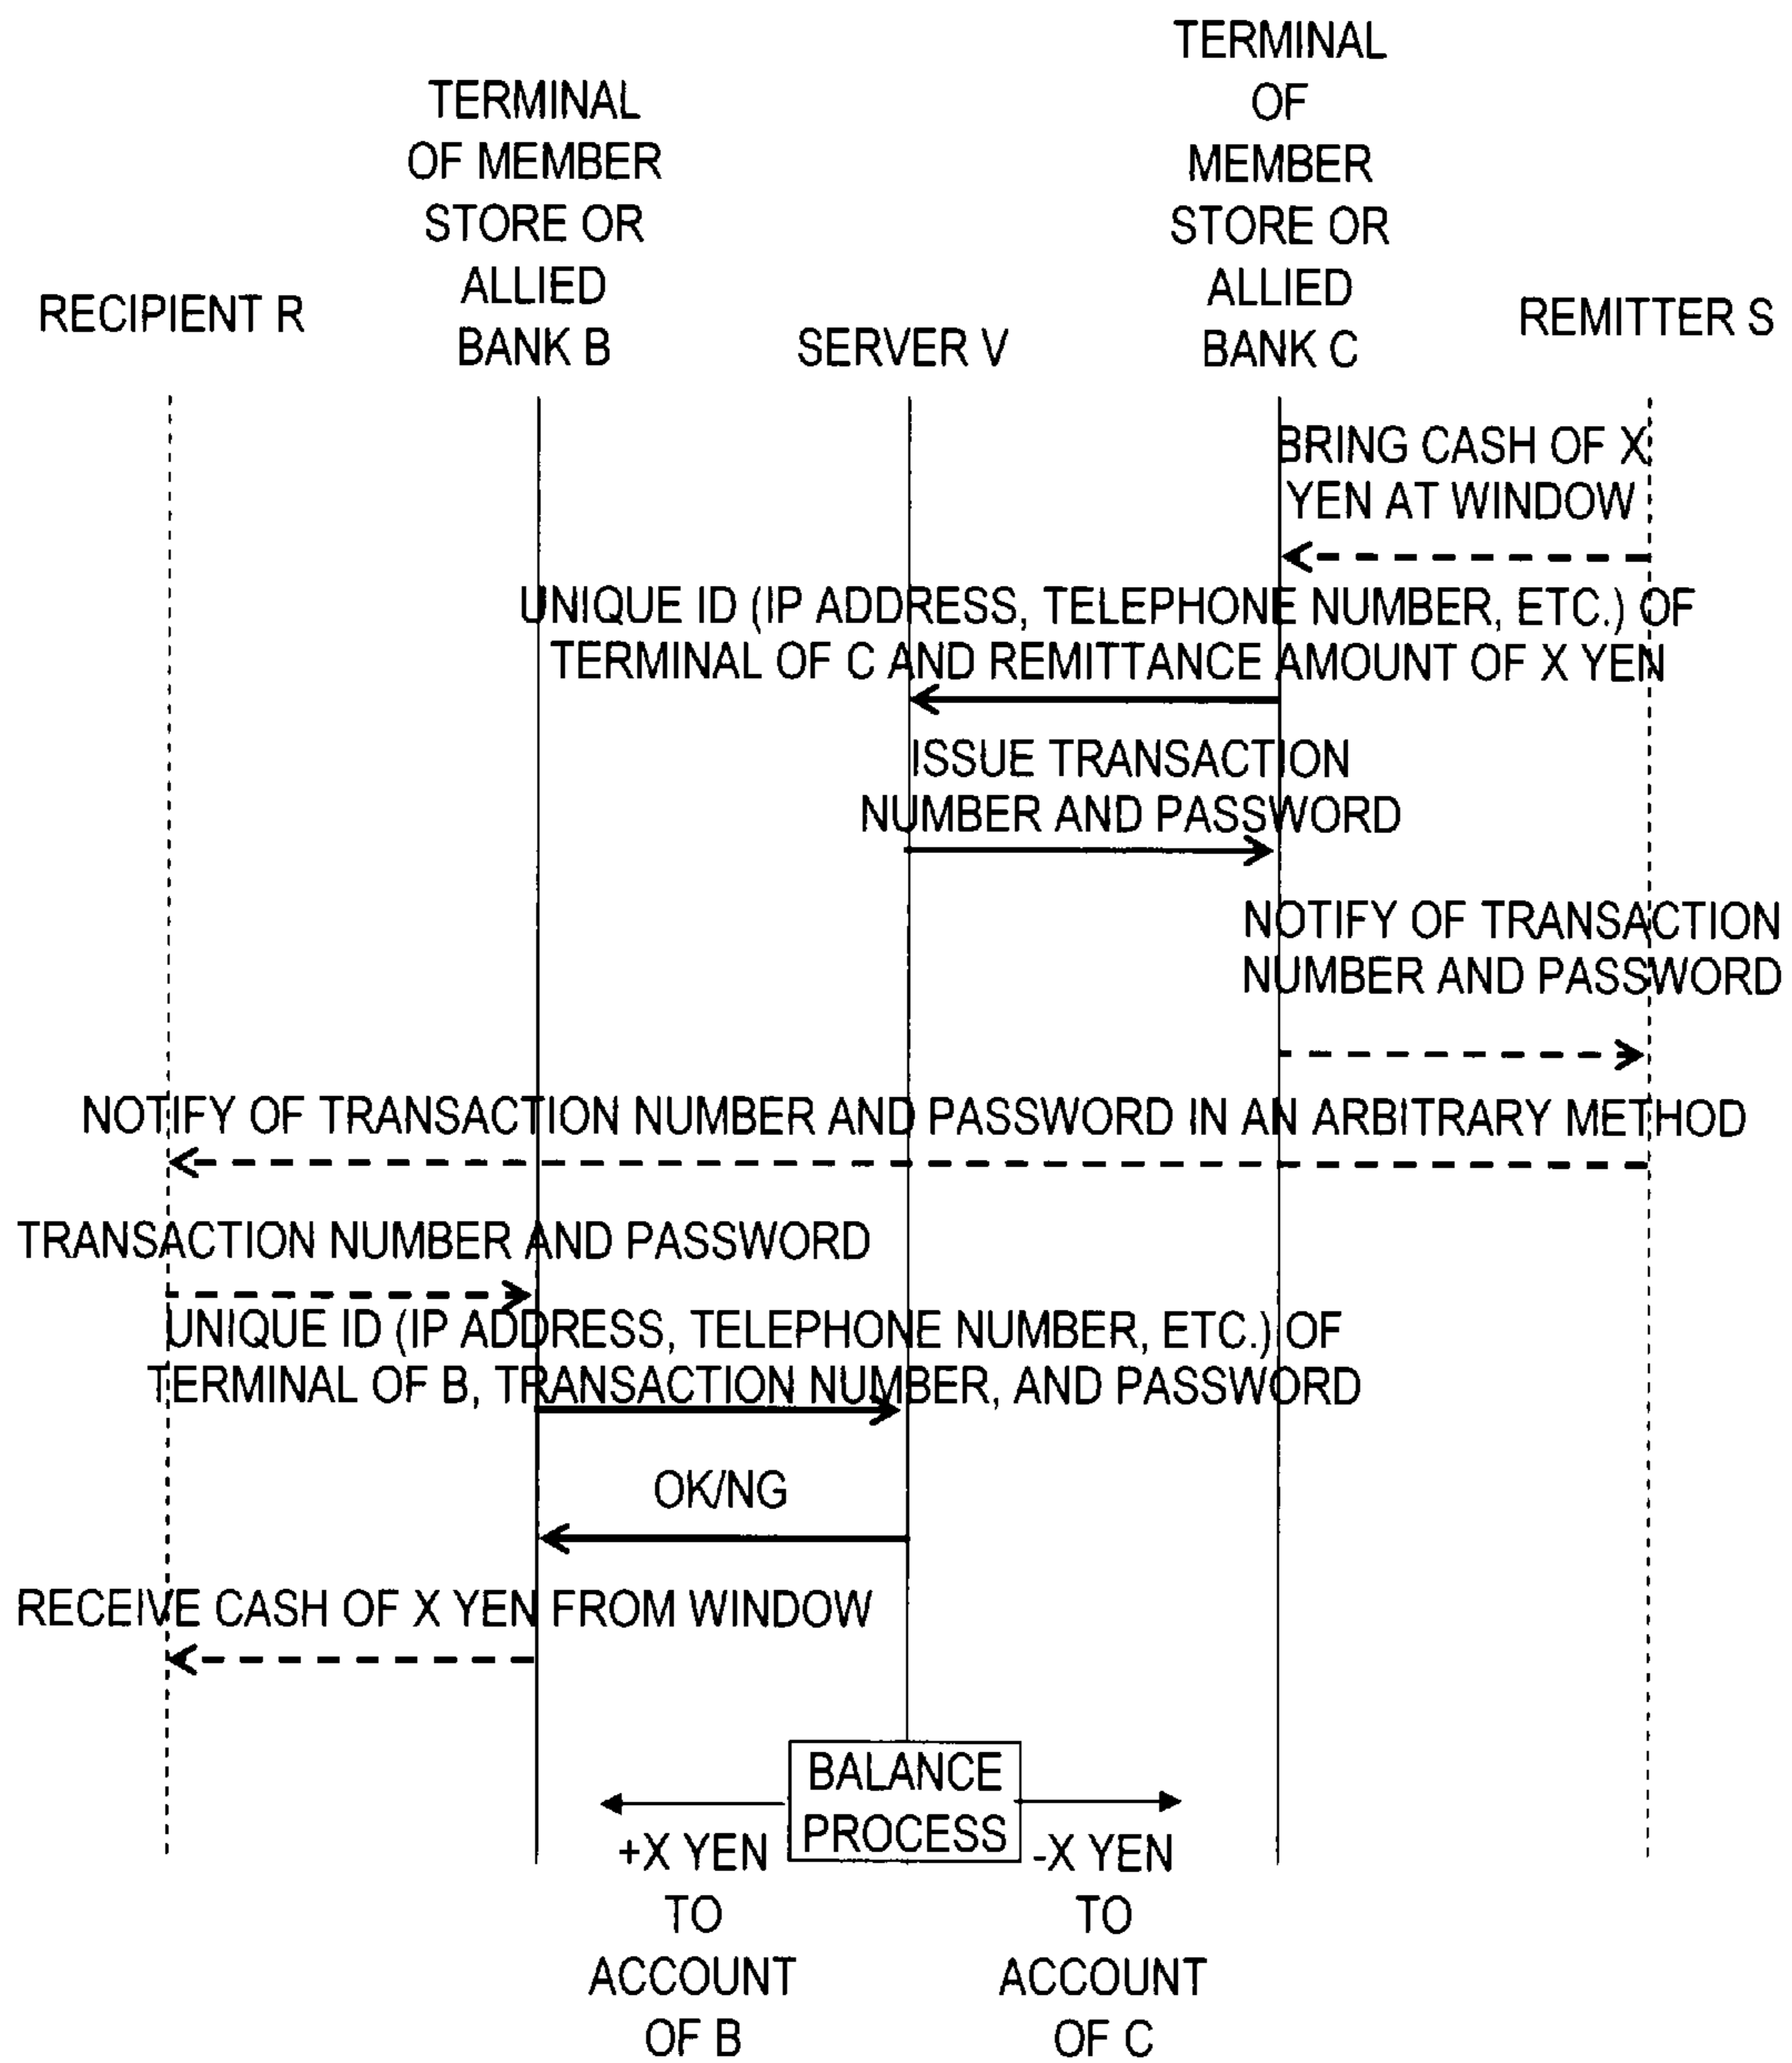 RECIPIENT R
TERMINAL
OF MEMBER
STORE OR
ALLIED
BANK B
SERVER V
TERMINAL
OF
MEMBER
STORE OR
ALLIED
BANK C
REMITTER S
BRING CASH OF X
YEN AT WINDOW
UNIQUE ID (IP ADDRESS, TELEPHONE NUMBER, ETC.) OF
TERMINAL OF C AND REMITTANCE AMOUNT OF X YEN
ISSUE TRANSACTION
NUMBER AND PASSWORD
NOTIFY OF TRANSACTION
NUMBER AND PASSWORD
NOTIFY OF TRANSACTION NUMBER AND PASSWORD IN AN ARBITRARY METHOD
TRANSACTION NUMBER AND PASSWORD
UNIQUE ID (IP ADDRESS, TELEPHONE NUMBER, ETC.) OF
TERMINAL OF B, TRANSACTION NUMBER, AND PASSWORD
OK/NG
RECEIVE CASH OF X YEN FROM WINDOW
BALANCE
PROCESS
+X YEN
TO
ACCOUNT
OF B
-X YEN
TO
ACCOUNT
OF C